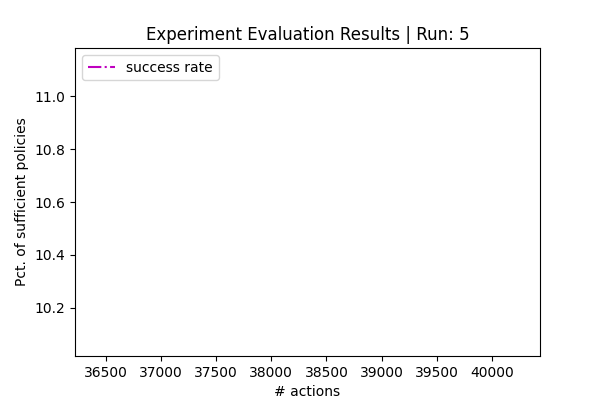 Experiment Evaluation Results | Run: 5
success rate
Pct. of sufficient policies
11.0
10.8
10.6
10.4
10.2
36500 37000 37500 38000 38500 39000 39500 40000
# actions